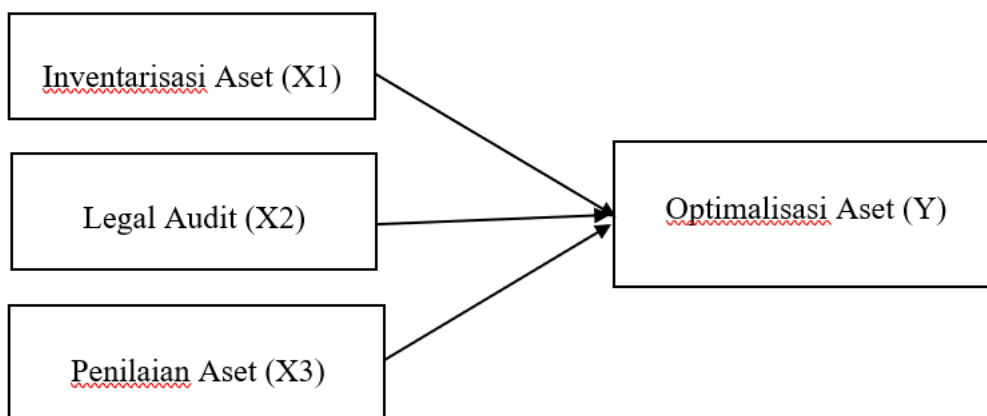 Inventarisasi Aset (X1)
Legal Audit (X2)
Optimalisasi Aset (Y)
Penilaian Aset (X3)